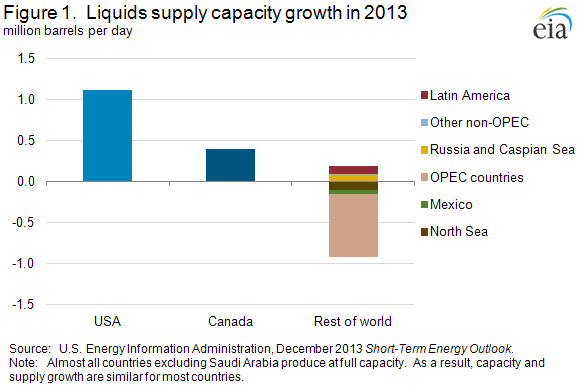 Figure 1.  Liquids supply capacity growth in 2013
million barrels per day
eia
1.5
1.0
0.5
0.0
-0.5
-1.0
-1.5
USA
Canada
Rest of world
Latin America
Other non-OPEC
Russia and Caspian Sea
OPEC countries
Mexico
North Sea
Source:   U.S. Energy Information Administration, December 2013 Short-Term Energy Outlook.
Note:   Almost all countries excluding Saudi Arabia produce at full capacity.  As a result, capacity and
supply growth are similar for most countries.